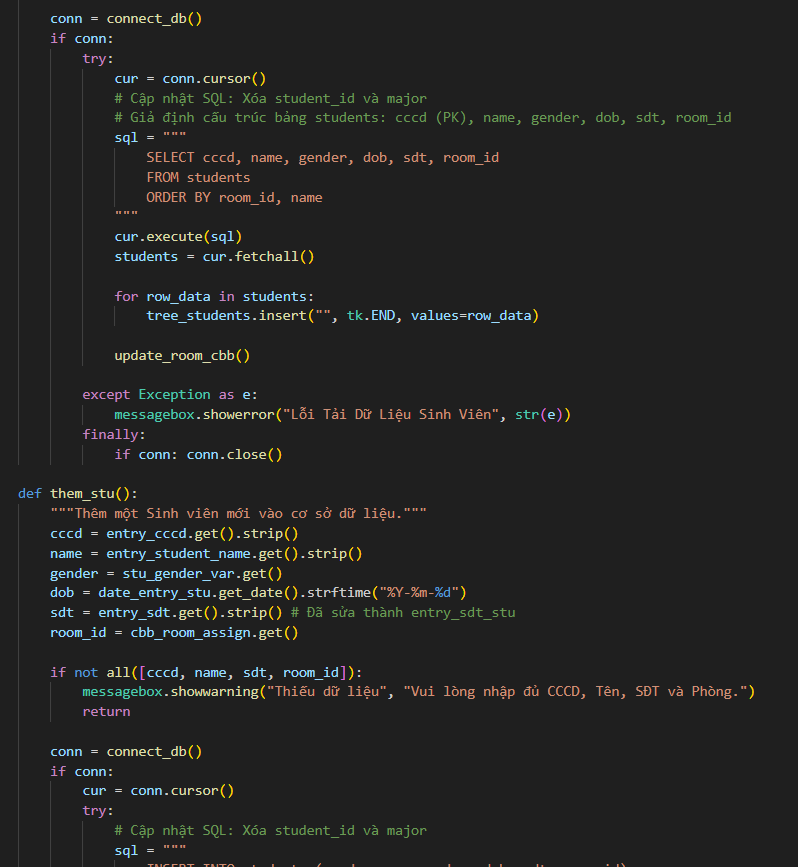 conn = connect_db()
if conn:
try:
cur = conn.cursor()
# Cập nhật SQL: Xóa student_id và major
# Giả định cấu trúc bảng students: cccd (PK), name, gender, dob, sdt, room_id
sql = """
SELECT cccd, name, gender, dob, sdt, room_id
FROM students
ORDER BY room_id, name
"""
cur.execute(sql)
students = cur.fetchall()
for row_data in students:
tree_students.insert("", tk.END, values=row_data)
update_room_cbb()
except Exception as e:
messagebox.showerror("Lỗi Tải Dữ Liệu Sinh Viên", str(e))
finally:
if conn: conn.close()
def them_stu():
"""Thêm một Sinh viên mới vào cơ sở dữ liệu."""
cccd = entry_cccd.get().strip()
name = entry_student_name.get().strip()
gender = stu_gender_var.get()
dob = date_entry_stu.get_date().strftime("%Y-%m-%d")
sdt = entry_sdt.get().strip() # Đã sửa thành entry_sdt_stu
room_id = cbb_room_assign.get()
if not all([cccd, name, sdt, room_id]):
messagebox.showwarning("Thiếu dữ liệu", "Vui lòng nhập đủ CCCD, Tên, SĐT và Phòng.")
return
conn = connect_db()
if conn:
cur = conn.cursor()
try:
# Cập nhật SQL: Xóa student_id và major
sql = """